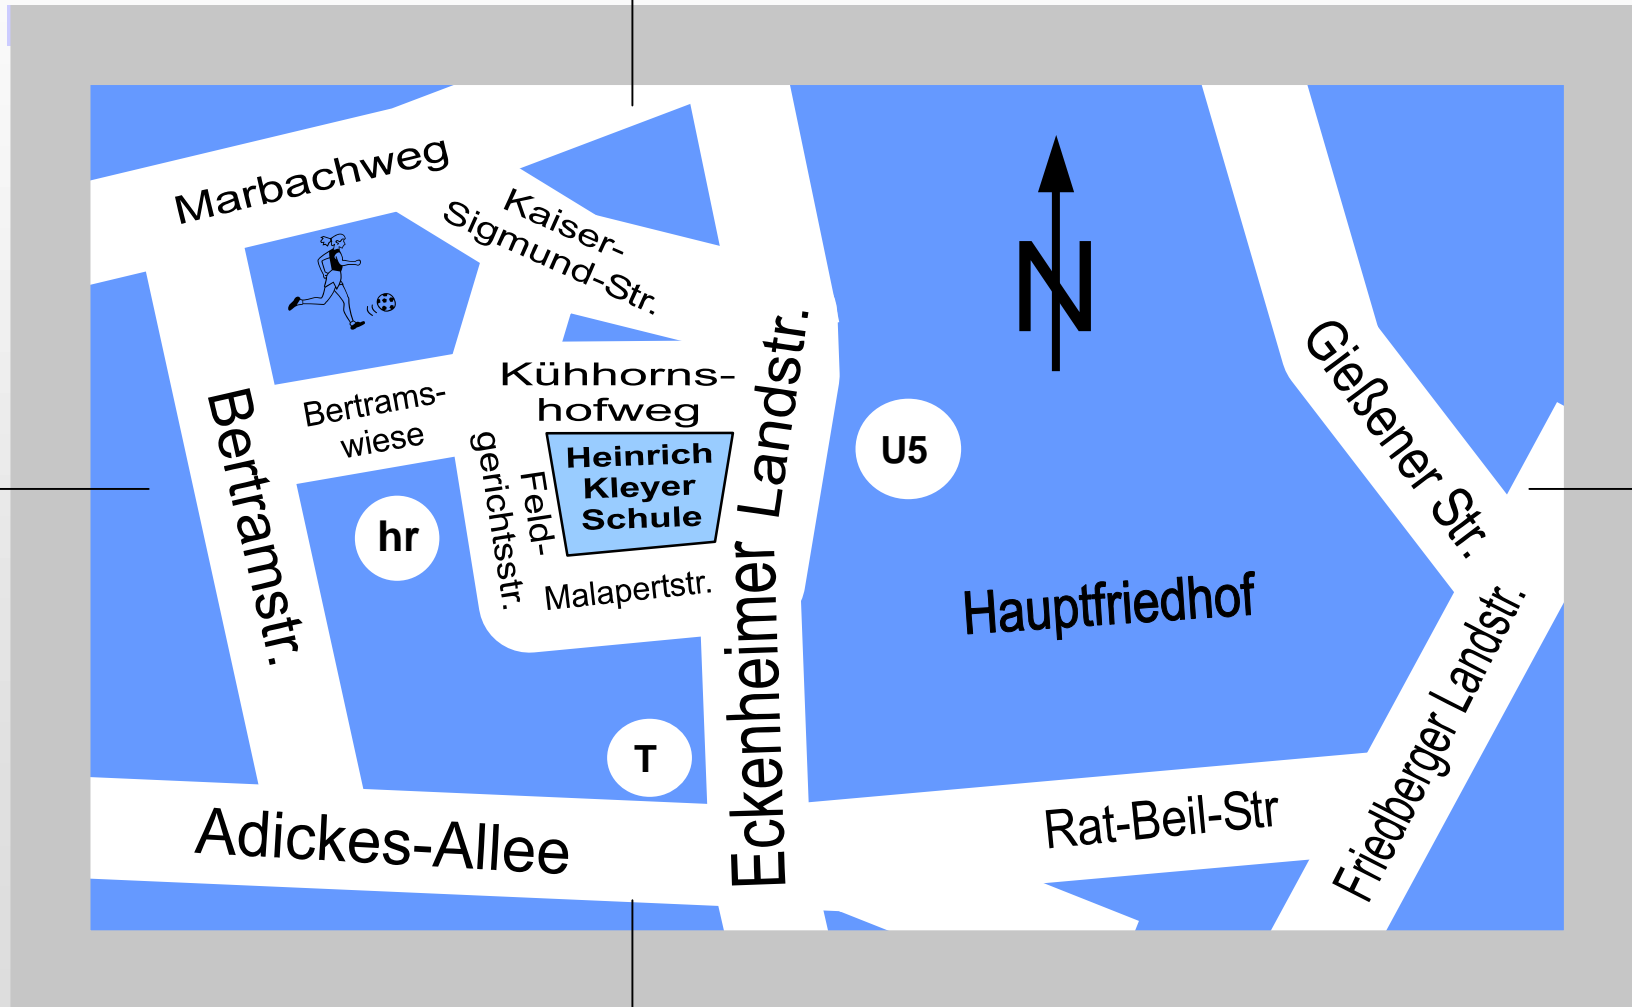 Marbachweg
Kaiser-
Sigmund-Str.
N
Gießener Str.
Bertramstr.
Bertrams-
wiese
Kühhorns-
hofweg
Feld-
gerichtsstr.
Heinrich
Kleyer
Schule
Malapertstr.
Eckenheimer Landstr.
U5
hr
Hauptfriedhof
T
Adickes-Allee
Rat-Beil-Str
Friedberger Landstr.